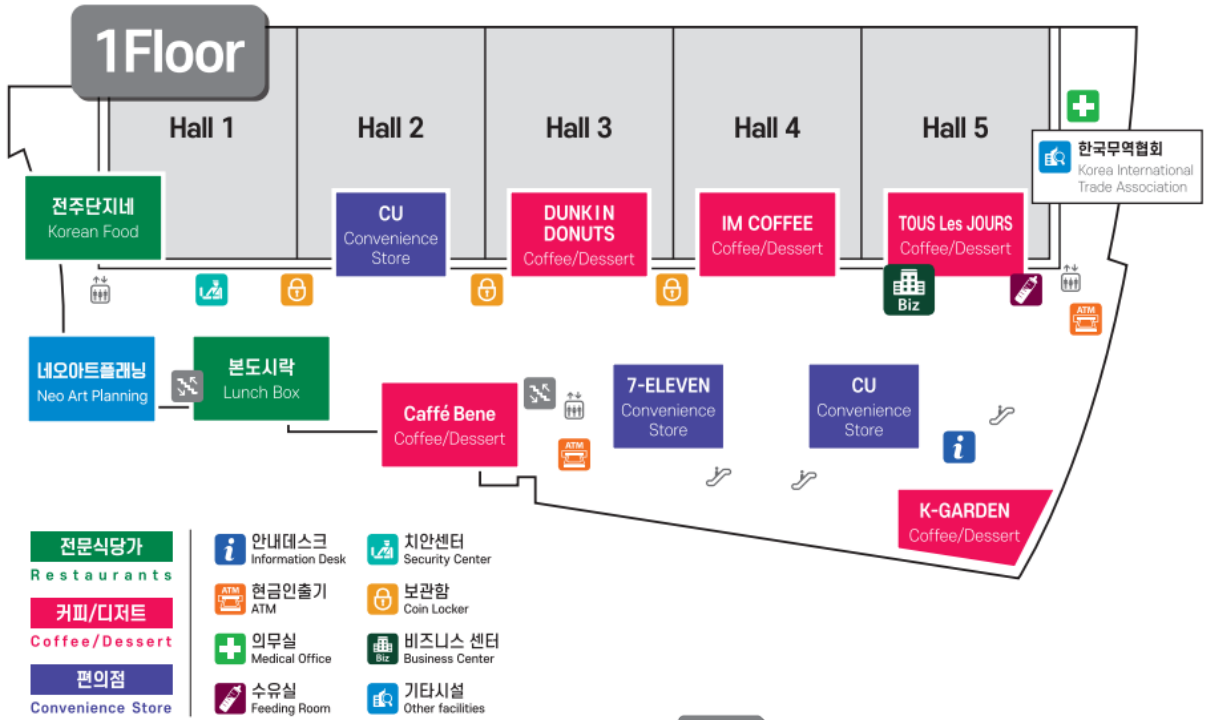 1Floor
Hall 1
Hall 2
Hall 3
Hall 4
Hall 5
한국무역협회
Korea International
Trade Association
전주단지네
Korean Food
CU
Convenience
Store
DUNKIN
DONUTS
Coffee/Dessert
IM COFFEE
Coffee/Dessert
TOUS Les JOURS
Coffee/Dessert
Biz
ATM
네오아트플래닝
Neo Art Planning
본도시락
Lunch Box
Caffé Bene
Coffee/Dessert
ATM
7-ELEVEN
Convenience
Store
CU
Convenience
Store
i
K-GARDEN
Coffee/Dessert
전문식당가
Restaurants
커피/디저트
Coffee/Dessert
편의점
Convenience Store
i
안내데스크
Information Desk
ATM
현금인출기
ATM
의무실
Medical Office
수유실
Feeding Room
치안센터
Security Center
보관함
Coin Locker
Biz
비즈니스 센터
Business Center
기타시설
Other facilities